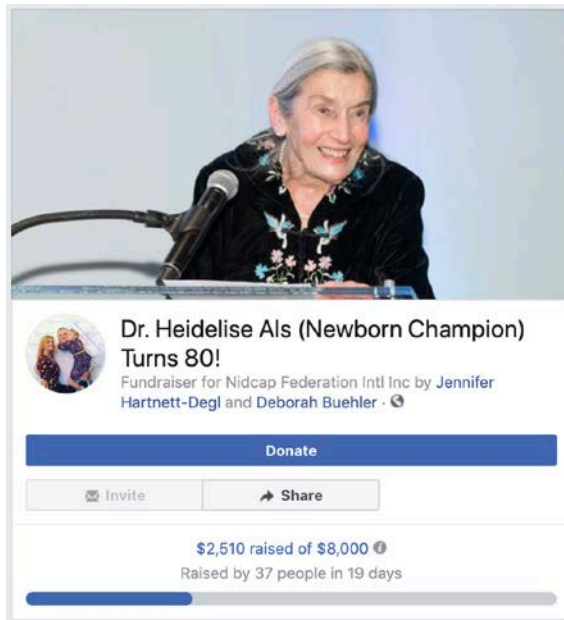 Dr. Heidelise Als (Newborn Champion)
Turns 80!
Fundraiser for Nidcap Federation Intl Inc by Jennifer
Hartnett-Degl and Deborah Buehler ·
Donate
Invite
Share
$2,510 raised of $8,000
Raised by 37 people in 19 days